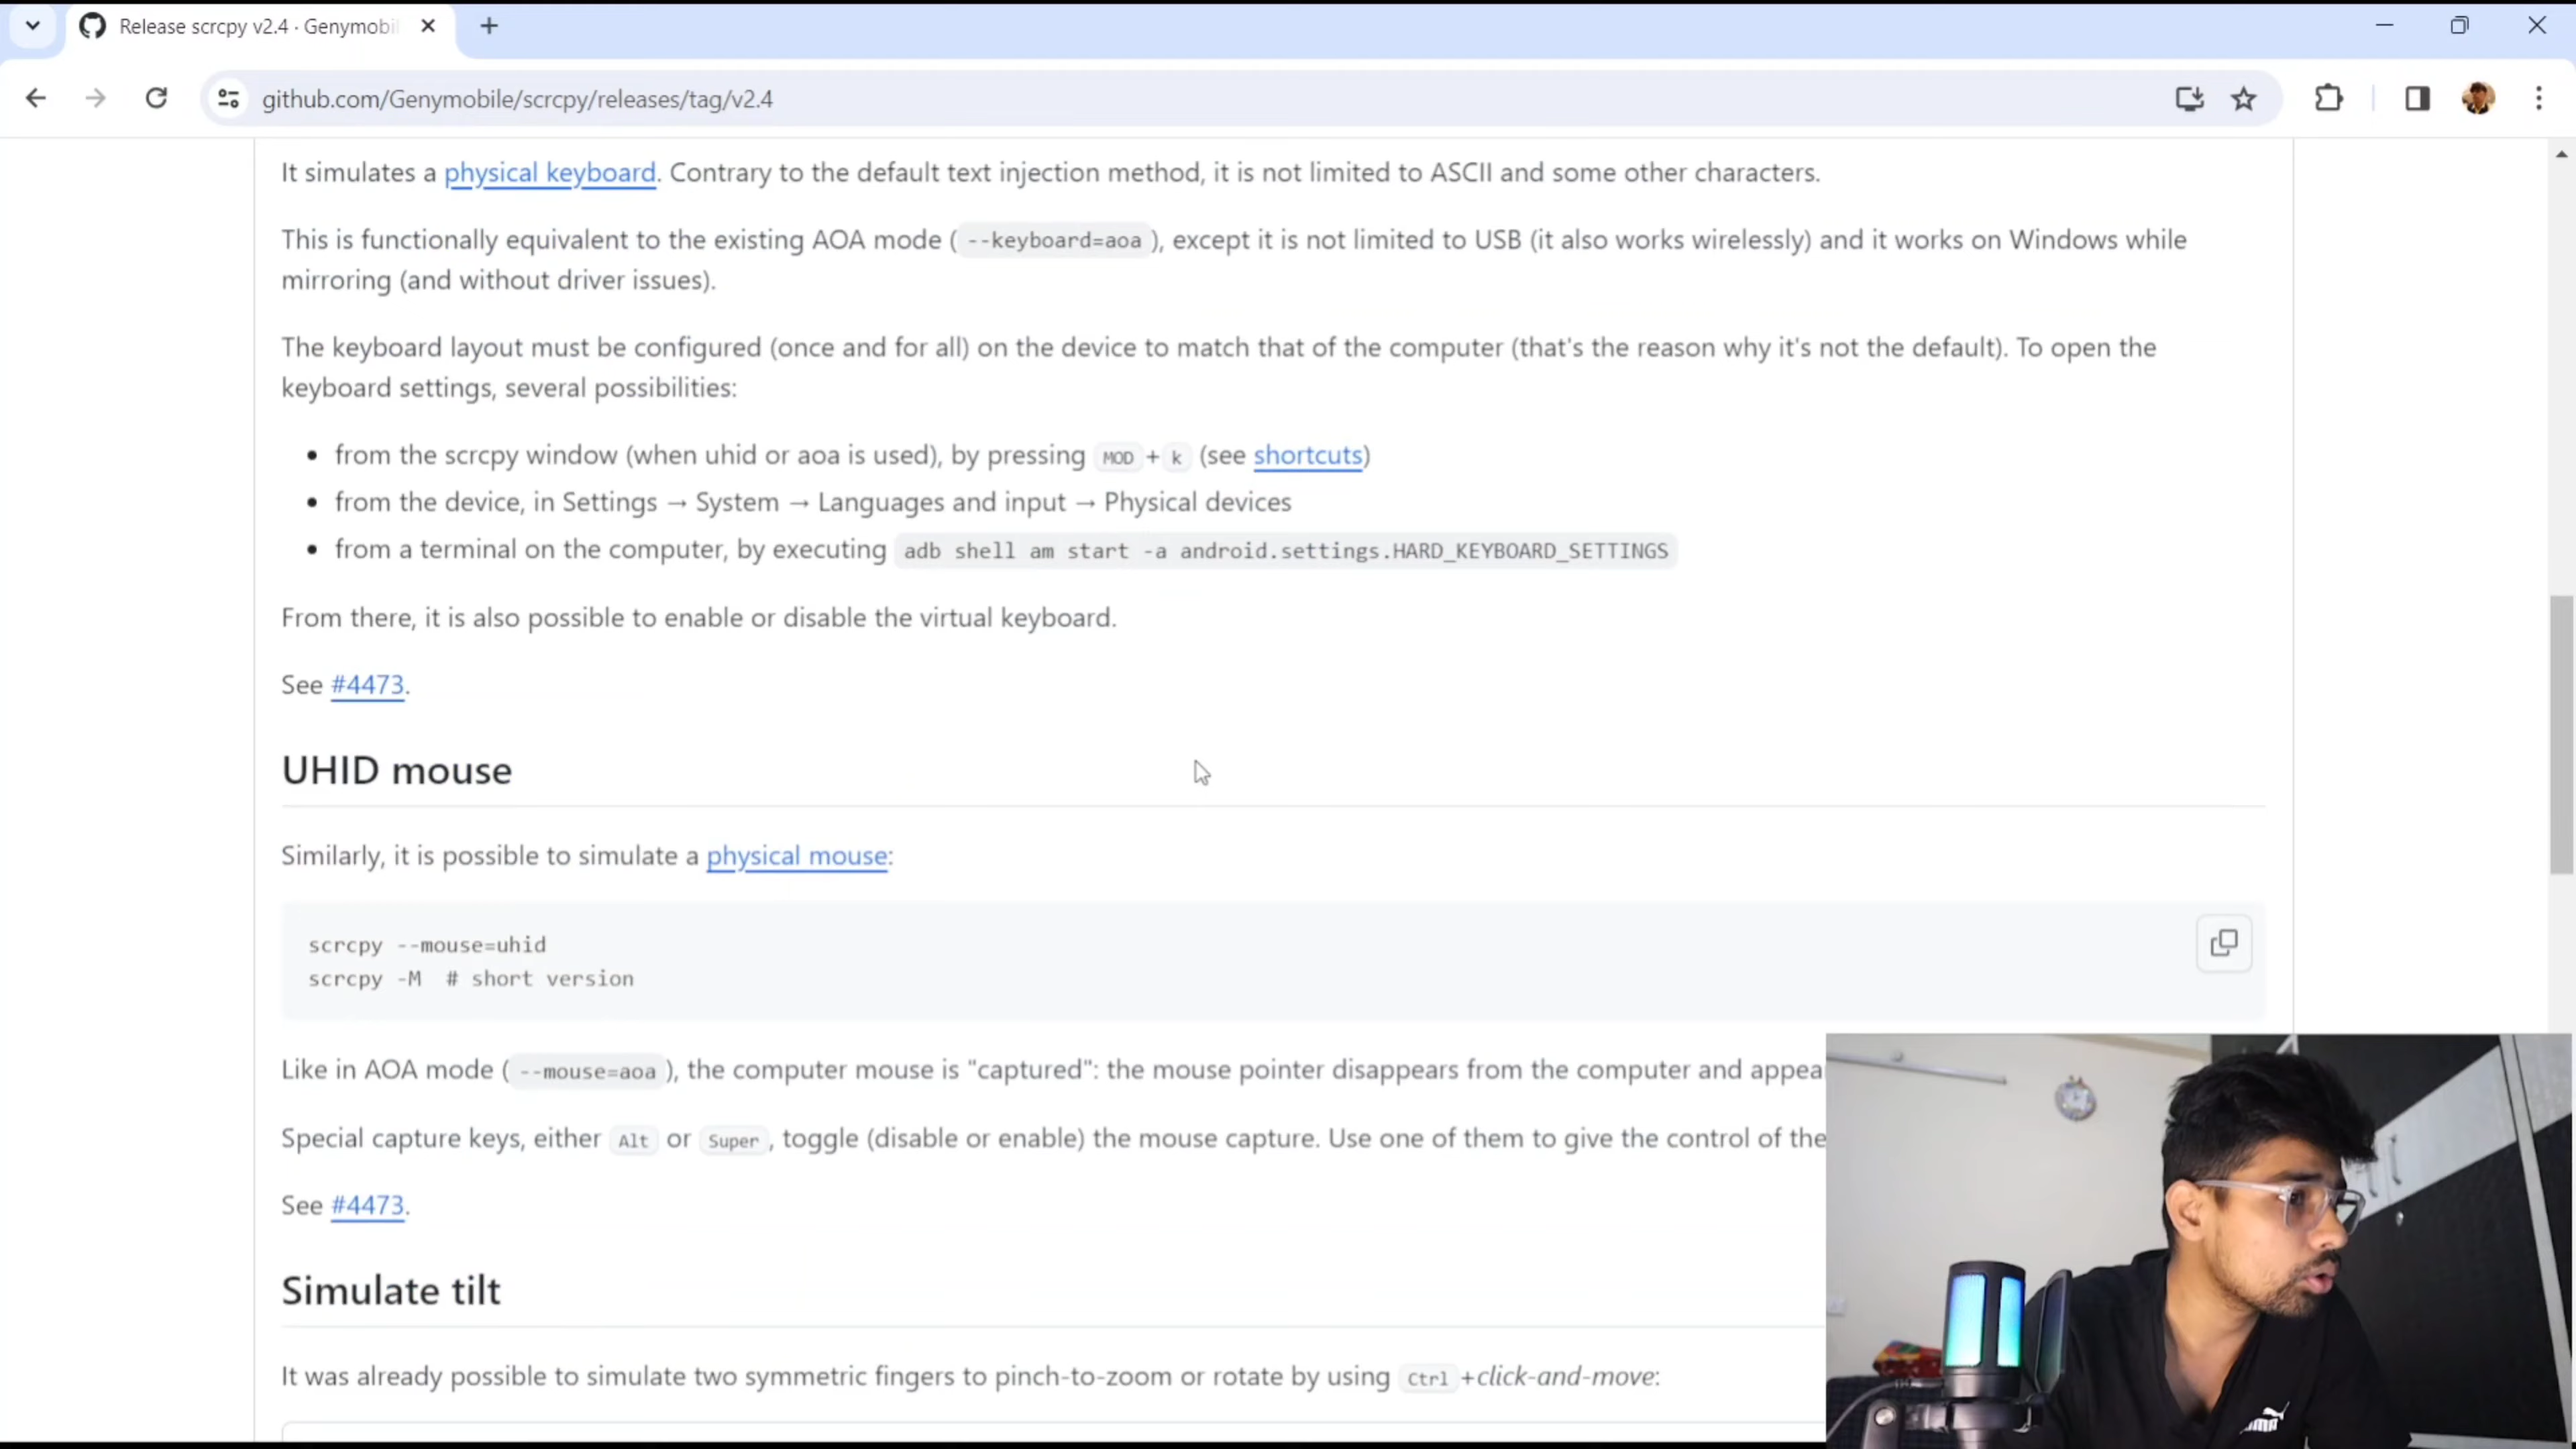 Release scrcpy v2.4 · Genymobil
github.com/Genymobile/scrcpy/releases/tag/v2.4
It simulates a physical keyboard. Contrary to the default text injection method, it is not limited to ASCII and some other characters.
This is functionally equivalent to the existing AOA mode ( --keyboard=aoa ), except it is not limited to USB (it also works wirelessly) and it works on Windows while
mirroring (and without driver issues).
The keyboard layout must be configured (once and for all) on the device to match that of the computer (that's the reason why it's not the default). To open the
keyboard settings, several possibilities:
• from the scrcpy window (when uhid or aoa is used), by pressing MOD + k (see shortcuts)
• from the device, in Settings → System → Languages and input → Physical devices
• from a terminal on the computer, by executing adb shell am start -a android.settings.HARD_KEYBOARD_SETTINGS
From there, it is also possible to enable or disable the virtual keyboard.
See #4473.
UHID mouse
Similarly, it is possible to simulate a physical mouse:
scrcpy --mouse=uhid
scrcpy -M  # short version
Like in AOA mode ( --mouse=aoa ), the computer mouse is "captured": the mouse pointer disappears from the computer and appea
Special capture keys, either Alt or Super , toggle (disable or enable) the mouse capture. Use one of them to give the control of the
See #4473.
Simulate tilt
It was already possible to simulate two symmetric fingers to pinch-to-zoom or rotate by using Ctrl +click-and-move: